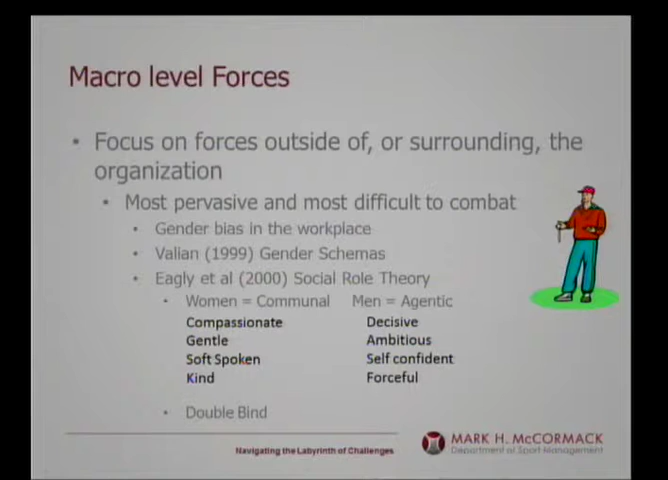 Macro level Forces
• Focus on forces outside of, or surrounding, the
organization
• Most pervasive and most difficult to combat
• Gender bias in the workplace
• Valian (1999) Gender Schemas
• Eagly et al (2000) Social Role Theory
• Women = Communal Men = Agentic
Compassionate Decisive
Gentle Ambitious
Soft Spoken Self confident
Kind Forceful
• Double Bind
Navigating the Labyrinth of Challenges
MARK H. McCORMACK
Department of Sport Management